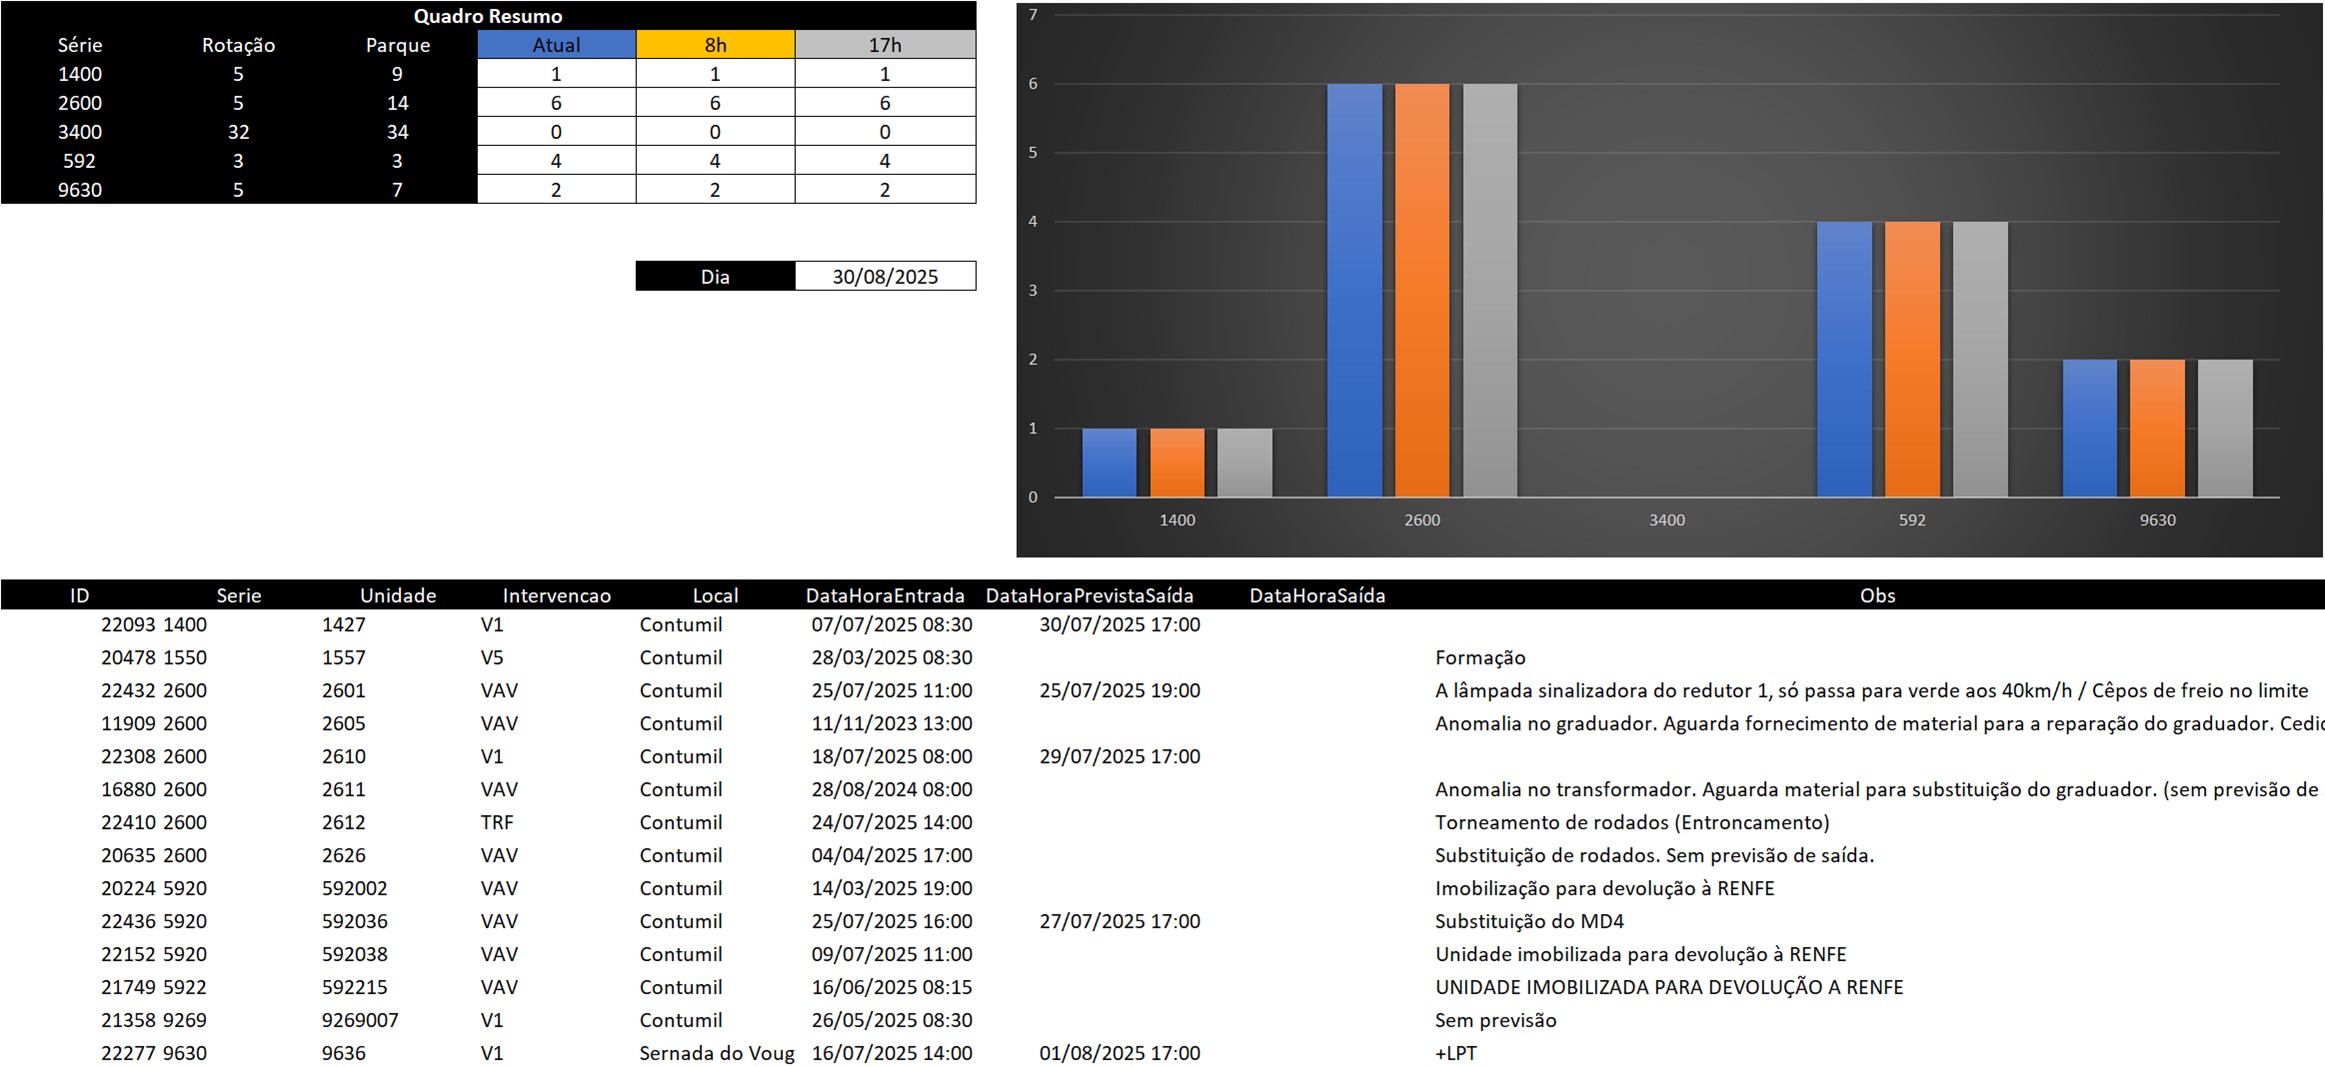 Quadro Resumo
Série Rotação Parque Atual 8h 17h
1400 5 9 1 1 1
2600 5 14 6 6 6
3400 32 34 0 0 0
592 3 3 4 4 4
9630 5 7 2 2 2
Dia 30/08/2025
7
6
5
4
3
2
1
0
1400 2600 3400 592 9630
ID Serie Unidade Intervencao Local DataHoraEntrada DataHoraPrevistaSaída DataHoraSaída Obs
22093 1400 1427 V1 Contumil 07/07/2025 08:30 30/07/2025 17:00
20478 1550 1557 V5 Contumil 28/03/2025 08:30 Formação
22432 2600 2601 VAV Contumil 25/07/2025 11:00 25/07/2025 19:00 A lâmpada sinalizadora do redutor 1, só passa para verde aos 40km/h / Cêpos de freio no limite
11909 2600 2605 VAV Contumil 11/11/2023 13:00 Anomalia no graduador. Aguarda fornecimento de material para a reparação do graduador.
22308 2600 2610 V1 Contumil 18/07/2025 08:00 29/07/2025 17:00
16880 2600 2611 VAV Contumil 28/08/2024 08:00 Anomalia no transformador. Aguarda material para substituição do graduador. (sem previsão de
22410 2600 2612 TRF Contumil 24/07/2025 14:00 Torneamento de rodados (Entroncamento)
20635 2600 2626 VAV Contumil 04/04/2025 17:00 Substituição de rodados. Sem previsão de saída.
20224 5920 592002 VAV Contumil 14/03/2025 19:00 Imobilização para devolução à RENFE
22436 5920 592036 VAV Contumil 25/07/2025 16:00 27/07/2025 17:00 Substituição do MD4
22152 5920 592038 VAV Contumil 09/07/2025 11:00 Unidade imobilizada para devolução à RENFE
21749 5922 592215 VAV Contumil 16/06/2025 08:15 UNIDADE IMOBILIZADA PARA DEVOLUÇÃO A RENFE
21358 9269 9269007 V1 Contumil 26/05/2025 08:30 Sem previsão
22277 9630 9636 V1 Sernada do Voug 16/07/2025 14:00 01/08/2025 17:00 +LPT